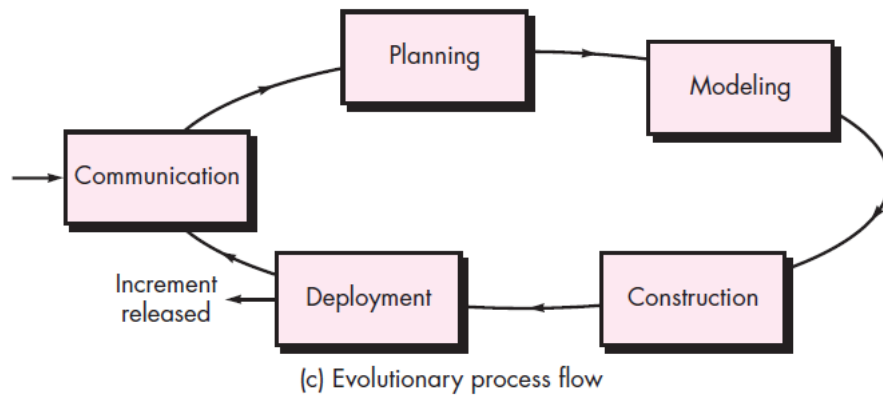 Planning
Modeling
Communication
Increment
released
Deployment
Construction
(c) Evolutionary process flow